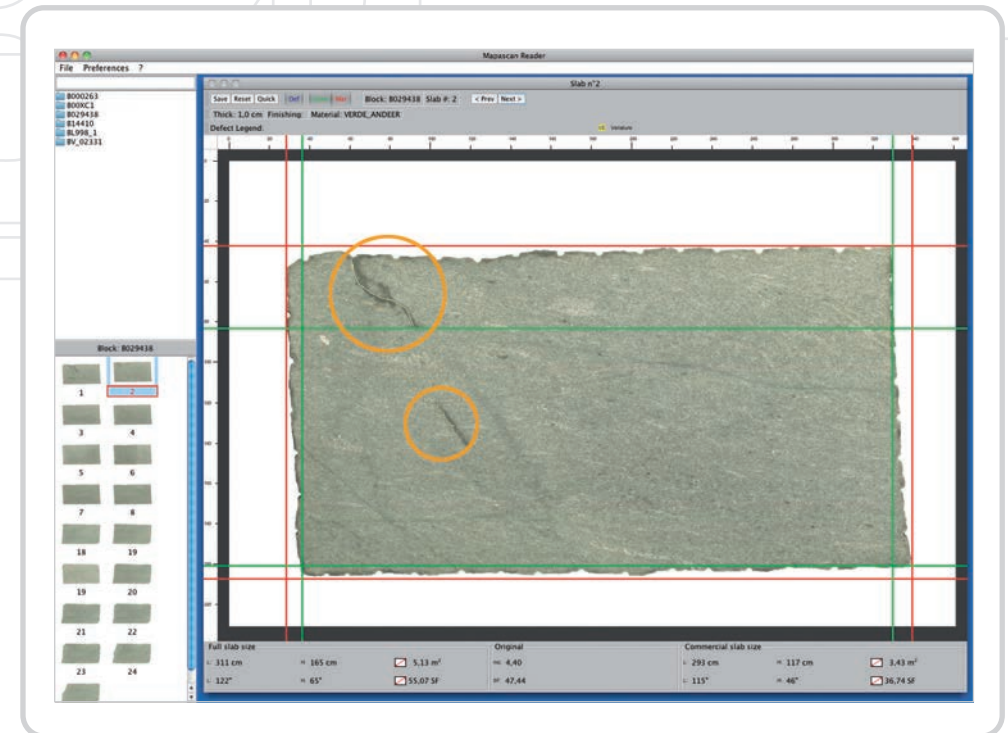 Mapascan Reader
File Preferences ?
B000263
B00XC1
B029438
B14410
BL998_1
BV_02331
Slab n°2
Save Reset Quick Def Block: B029438 Slab #: 2 < Prev Next >
Thick: 1,0 cm Finishing: Material: VERDE_ANDEER
Defect Legend:
Block: B029438
1 2
3 4
5 6
7 8
18 19
19 20
21 22
23 24
Full slab size Original Commercial slab size
L: 311 cm H: 165 cm 5,13 m² 4,40 L: 293 cm H: 117 cm 3,43 m²
L: 122" H: 65" 55,07 SF SF 47,44 L: 115" H: 46" 36,74 SF